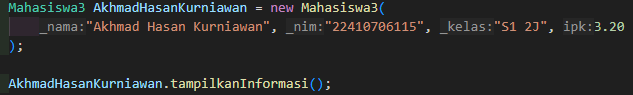 Mahasiswa3 AkhmadHasanKurniawan = new Mahasiswa3(
_nama:"Akhmad Hasan Kurniawan", _nim:"22410706115", _kelas:"S1 2J", ipk:3.20
);
AkhmadHasanKurniawan.tampilkanInformasi();